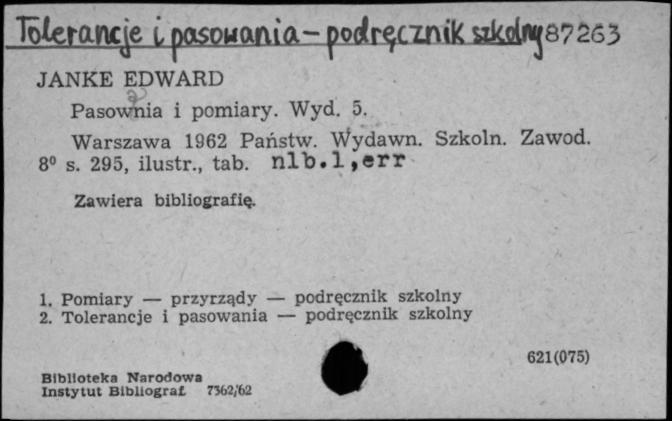 Tolerancje i pasowania - podręcznik szkolny 87263
JANKE EDWARD
a
Pasownia i pomiary. Wyd. 5.
Warszawa 1962 Państw. Wydawn. Szkoln. Zawod.
8⁰ s. 295, ilustr., tab. nlb.1,err
Zawiera bibliografię.
1. Pomiary — przyrządy — podręcznik szkolny
2. Tolerancje i pasowania — podręcznik szkolny
621(075)
Biblioteka Narodowa
Instytut Bibliograf. 7362/62